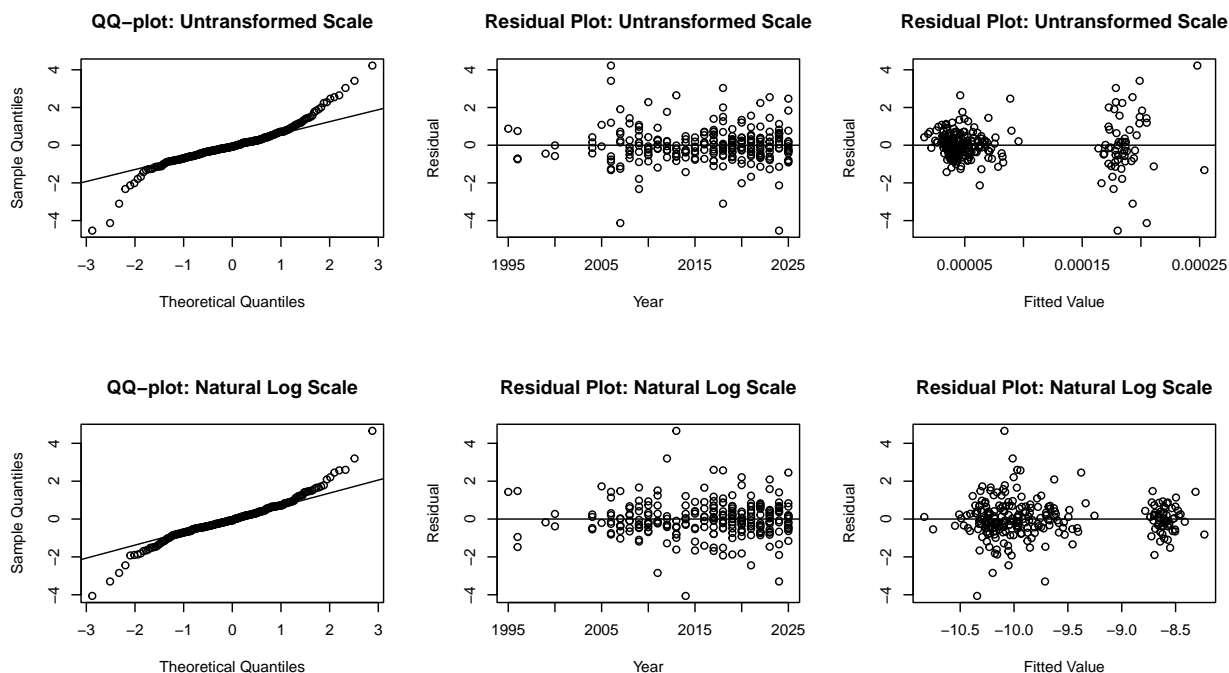 QQ−plot: Untransformed Scale
Sample Quantiles
4
2
0
−2
−4
−3 −2 −1 0 1 2 3
Theoretical Quantiles
Residual Plot: Untransformed Scale
Residual
4
2
0
−2
−4
1995 2005 2015 2025
Year
Residual Plot: Untransformed Scale
Residual
4
2
0
−2
−4
0.00005 0.00015 0.00025
Fitted Value
QQ−plot: Natural Log Scale
Sample Quantiles
4
2
0
−2
−4
−3 −2 −1 0 1 2 3
Theoretical Quantiles
Residual Plot: Natural Log Scale
Residual
4
2
0
−2
−4
1995 2005 2015 2025
Year
Residual Plot: Natural Log Scale
Residual
4
2
0
−2
−4
−10.5 −10.0 −9.5 −9.0 −8.5
Fitted Value